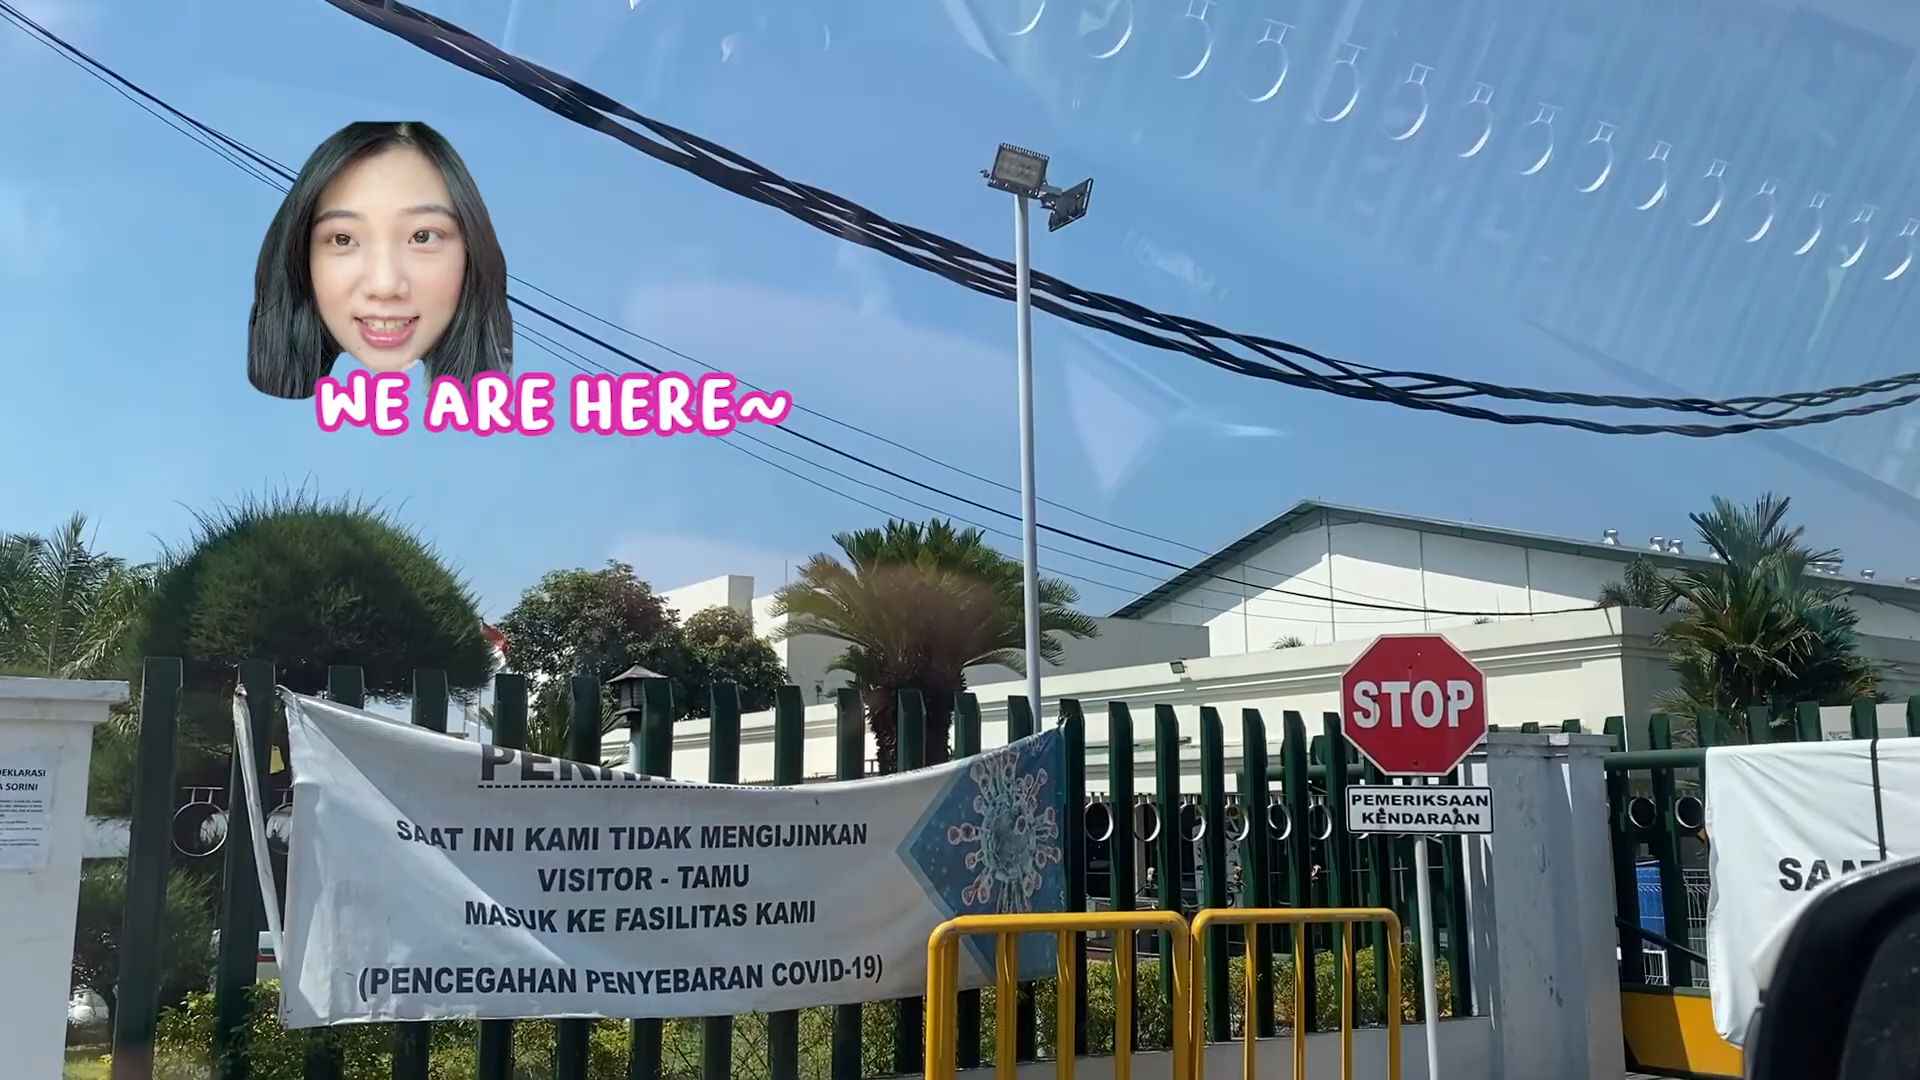 WE ARE HERE~
STOP
PEMERIKSAAN
KENDARAAN
SAAT INI KAMI TIDAK MENGIJINKAN
VISITOR - TAMU
MASUK KE FASILITAS KAMI
(PENCEGAHAN PENYEBARAN COVID-19)
SORINI